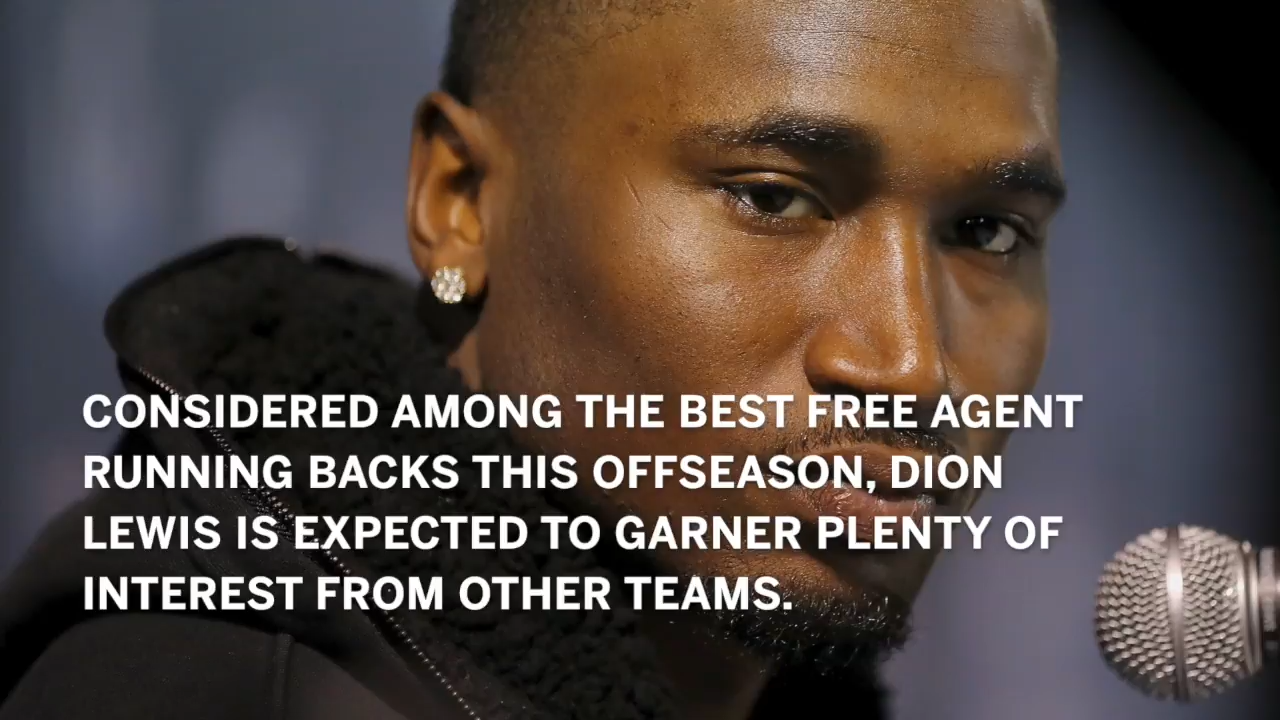 CONSIDERED AMONG THE BEST FREE AGENT
RUNNING BACKS THIS OFFSEASON, DION
LEWIS IS EXPECTED TO GARNER PLENTY OF
INTEREST FROM OTHER TEAMS.